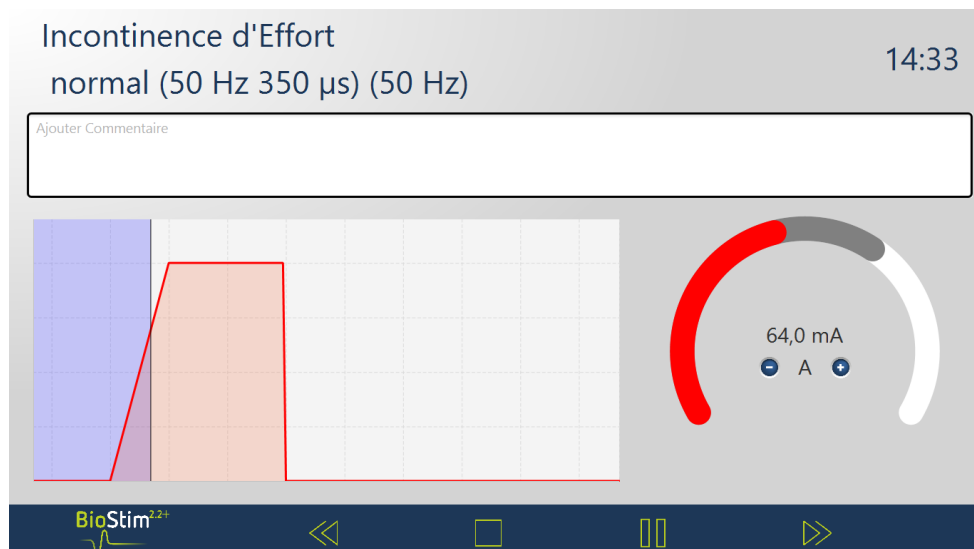 Incontinence d'Effort
normal (50 Hz 350 µs) (50 Hz)
14:33
Ajouter Commentaire
64,0 mA
A
BioStim2.2+